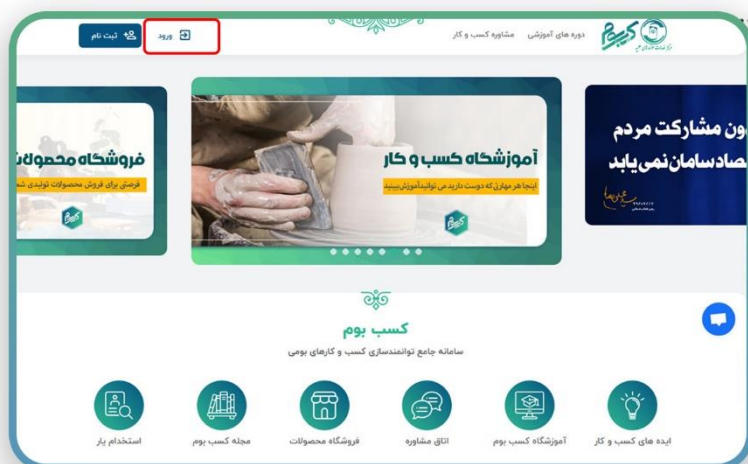 دوره های آموزشی
مشاوره کسب و کار
ورود
ثبت نام
ون مشارکت مردم
صاد سامان نمی یابد
آموزشگاه کسب و کار
اینجا هر مهارتی که دوست دارید می توانید آموزش ببینید
فروشگاه محصولات
فرصتی برای فروش محصولات تولیدی شم
کسب بوم
سامانه جامع توانمندسازی کسب و کارهای بومی
ایده های کسب و کار
آموزشگاه کسب بوم
اتاق مشاوره
فروشگاه محصولات
مجله کسب بوم
استخدام یار